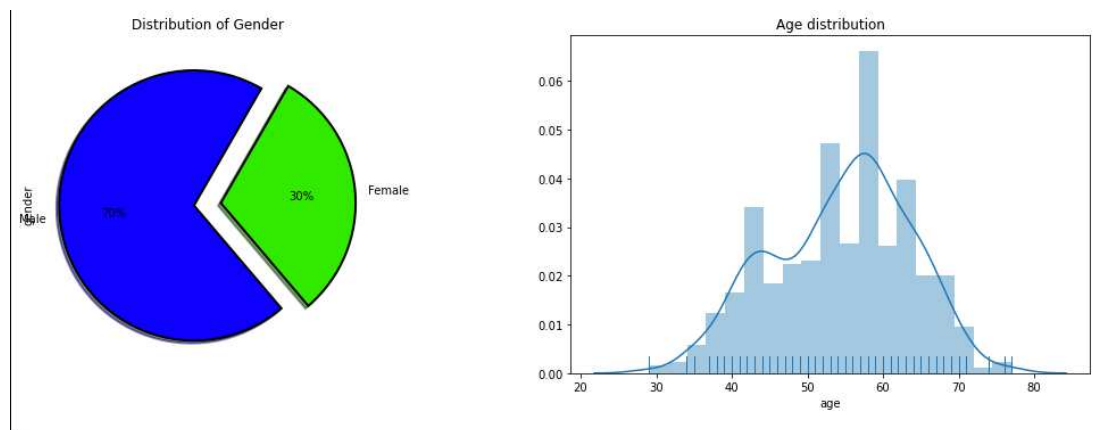 Distribution of Gender
gender
Male
70%
30%
Female
Age distribution
0.06
0.05
0.04
0.03
0.02
0.01
0.00
20 30 40 50 60 70 80
age